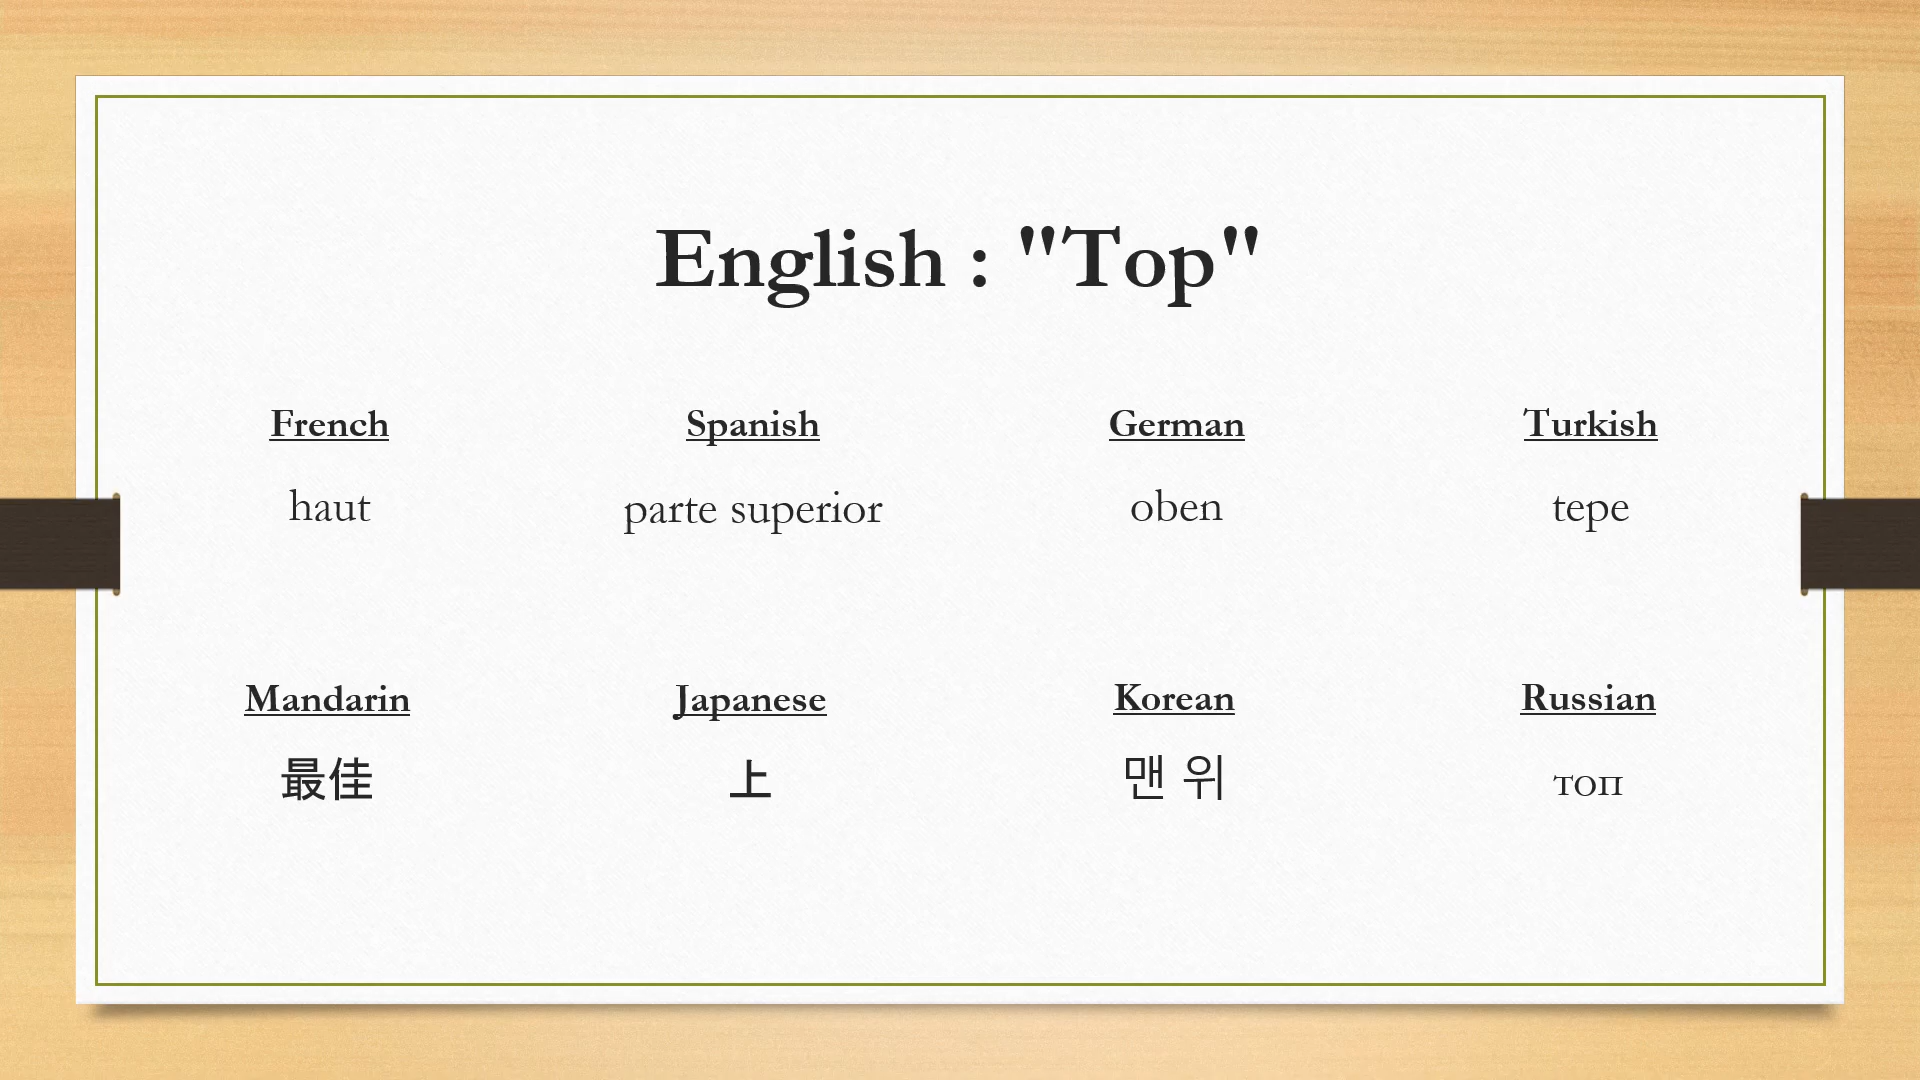 English : "Top"
French
haut
Spanish
parte superior
German
oben
Turkish
tepe
Mandarin
最佳
Japanese
上
Korean
맨 위
Russian
топ